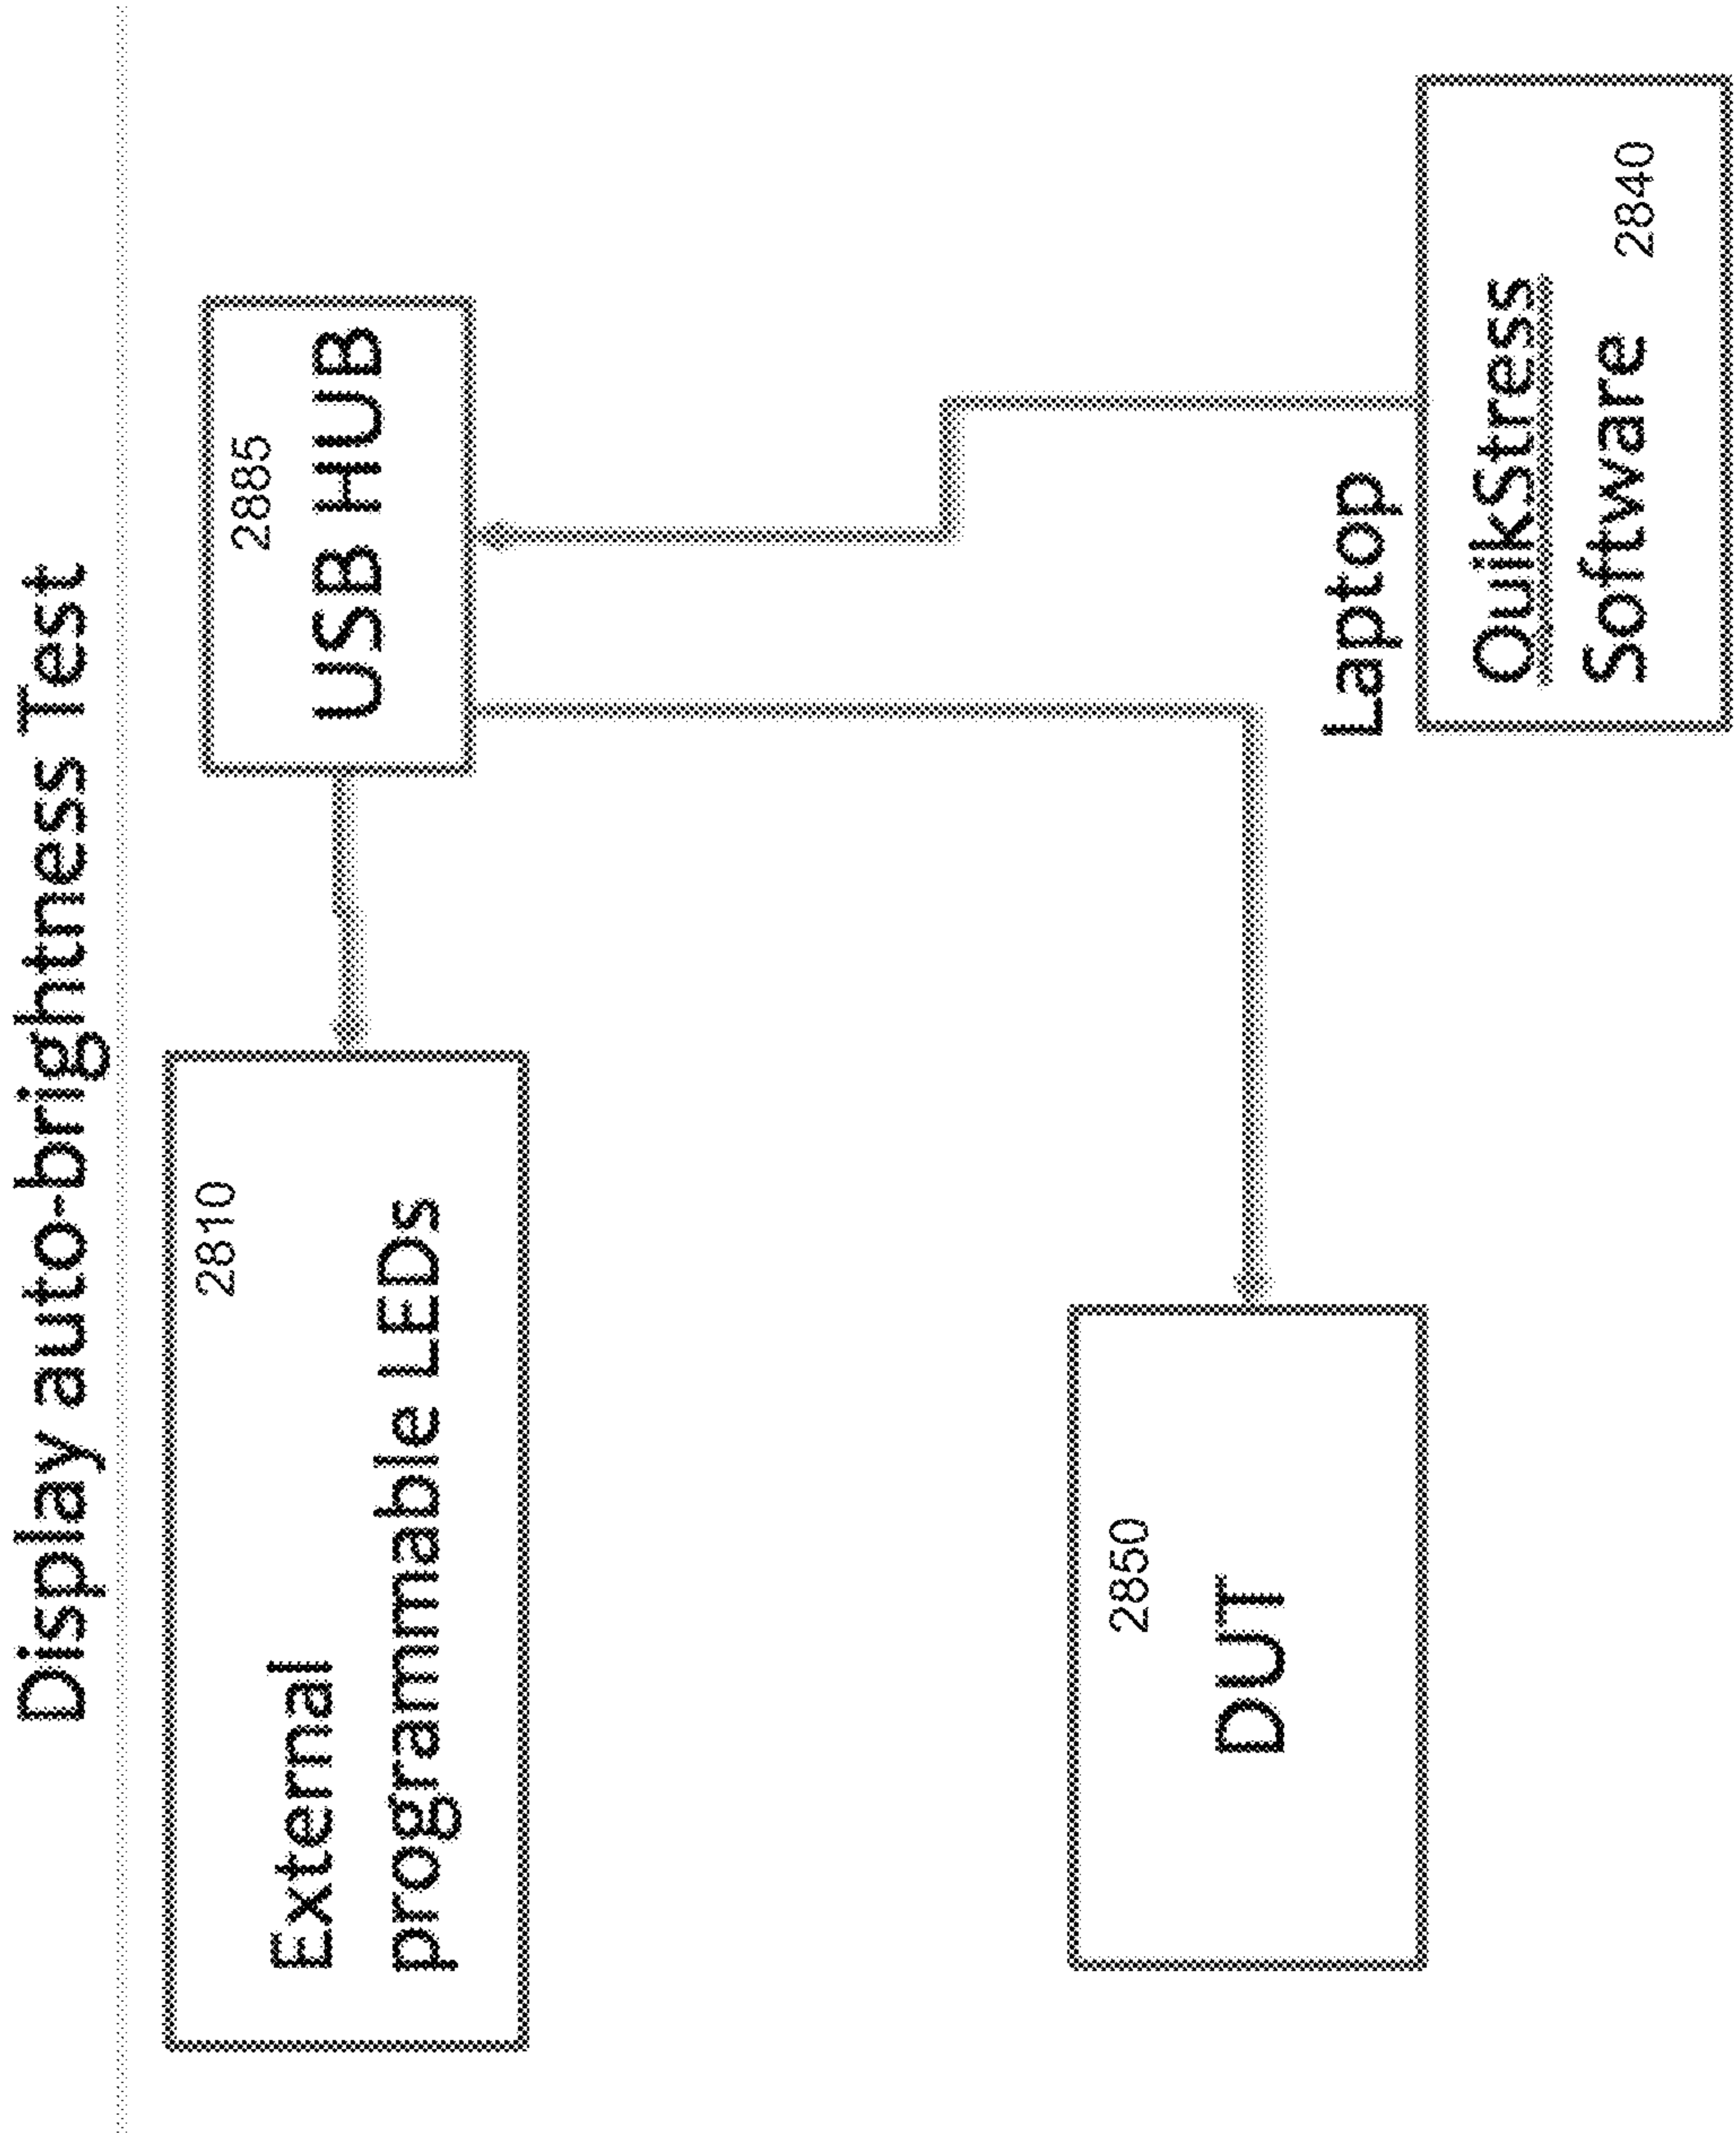 Display auto-brightness Test
2810
External
programmable LEDs
2885
USB HUB
2850
DUT
Laptop
QuikStress
Software 2840